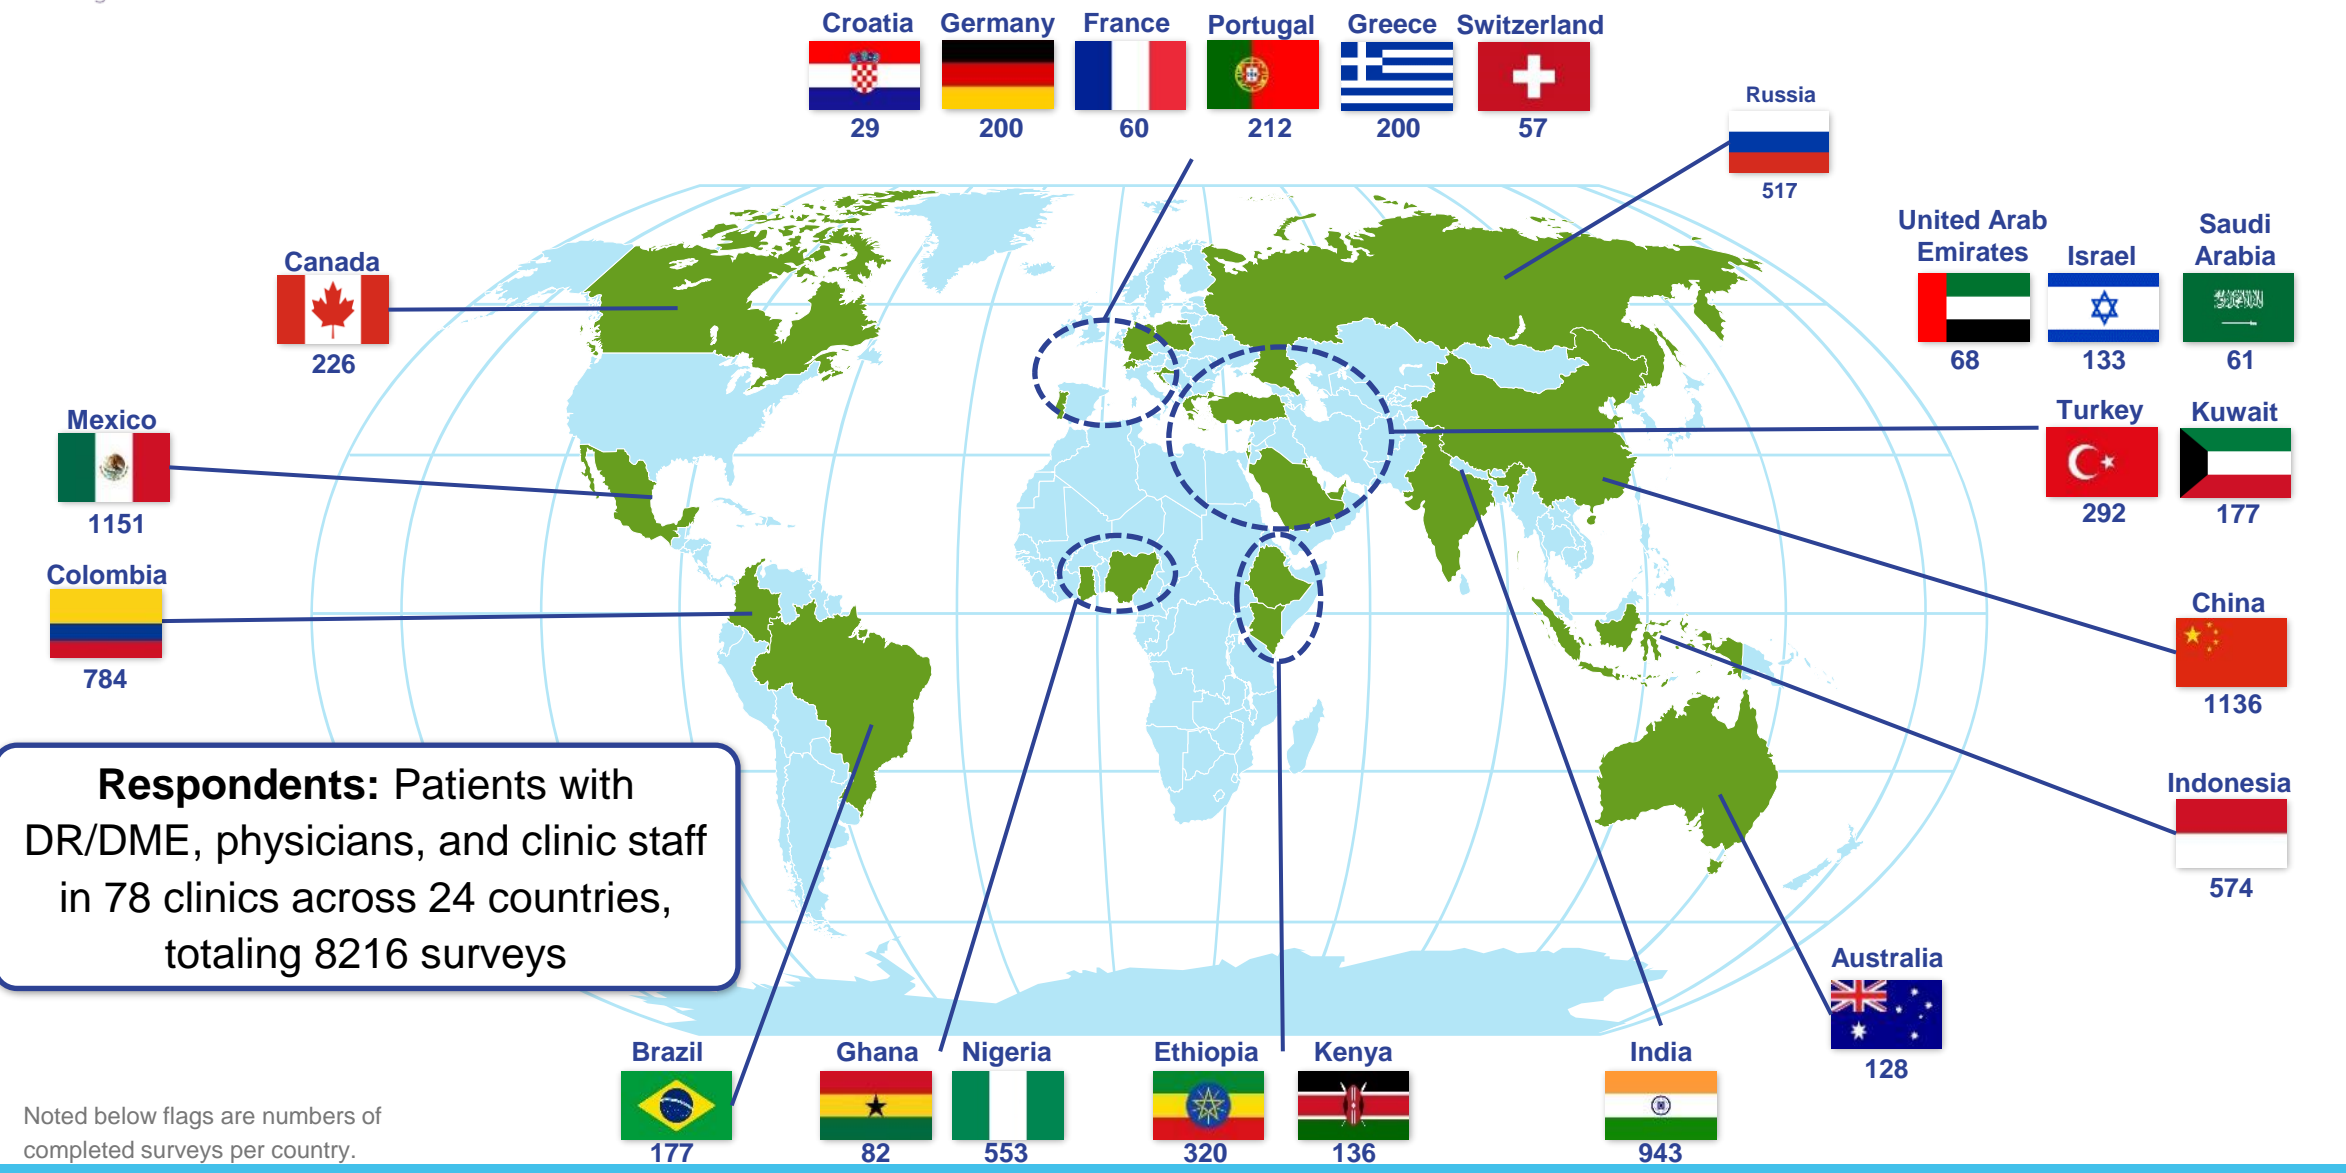 Croatia Germany France Portugal Greece Switzerland
29 200 60 212 200 57
Russia
517
United Arab
Emirates
68
Israel
133
Saudi
Arabia
61
Canada
226
Turkey
292
Kuwait
177
Mexico
1151
Colombia
784
China
1136
Indonesia
574
Respondents: Patients with
DR/DME, physicians, and clinic staff
in 78 clinics across 24 countries,
totaling 8216 surveys
Australia
128
Brazil
177
Ghana
82
Nigeria
553
Ethiopia
320
Kenya
136
India
943
Noted below flags are numbers of
completed surveys per country.